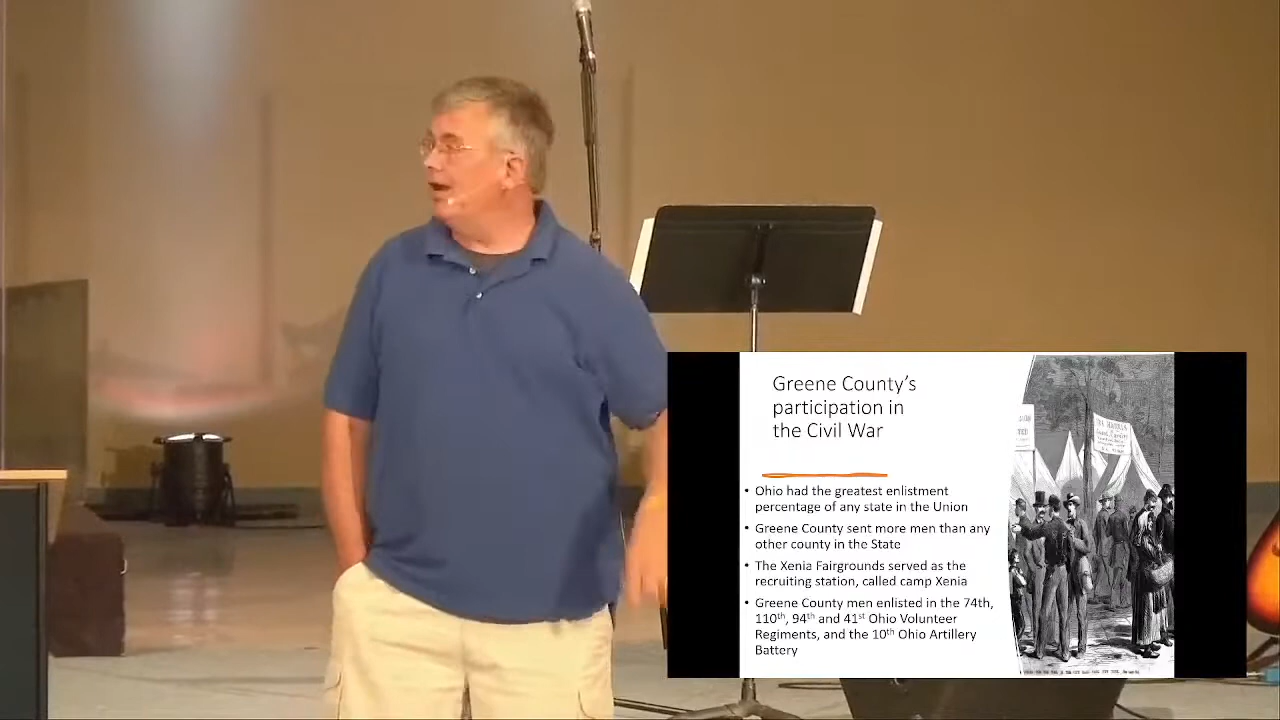 Greene County's
participation in
the Civil War
• Ohio had the greatest enlistment
percentage of any state in the Union
• Greene County sent more men than any
other county in the State
• The Xenia Fairgrounds served as the
recruiting station, called camp Xenia
• Greene County men enlisted in the 74th,
110th, 94th and 41st Ohio Volunteer
Regiments, and the 10th Ohio Artillery
Battery